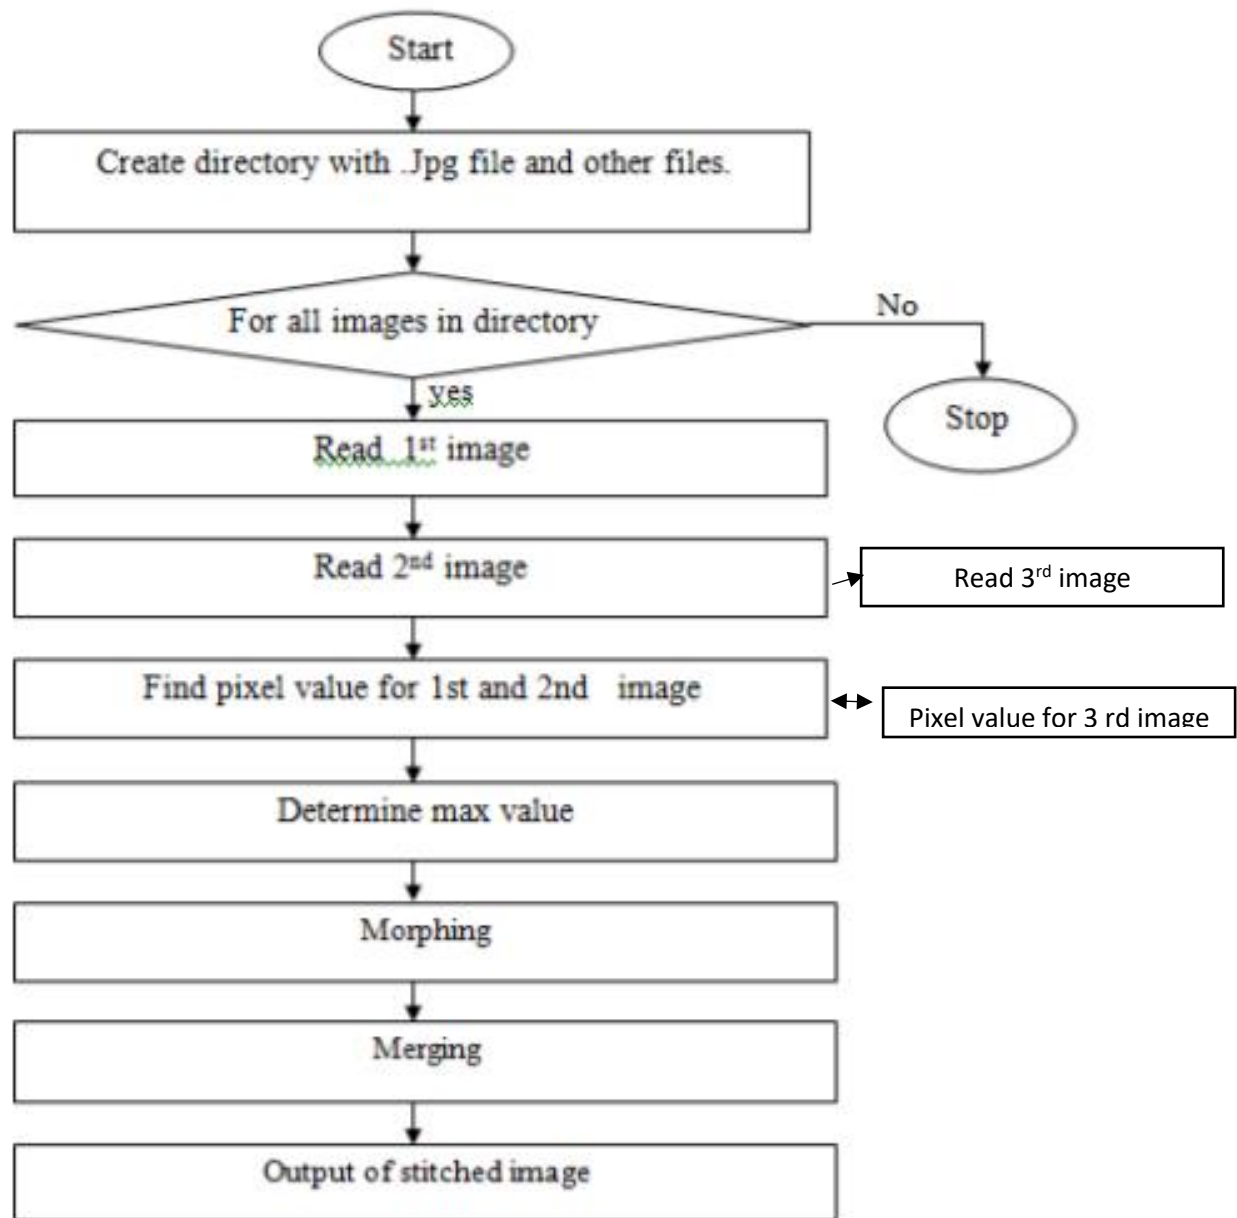 Start
Create directory with .Jpg file and other files.
For all images in directory
No
yes
Stop
Read 1st image
Read 2nd image
Read 3rd image
Find pixel value for 1st and 2nd image
Pixel value for 3 rd image
Determine max value
Morphing
Merging
Output of stitched image